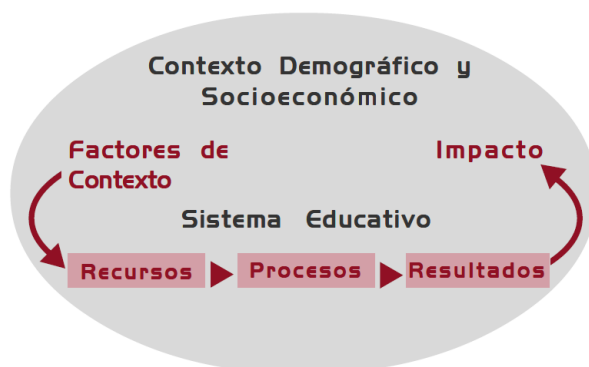 Contexto Demográfico y
Socioeconómico
Factores de
Contexto
Impacto
Sistema Educativo
Recursos
Procesos
Resultados